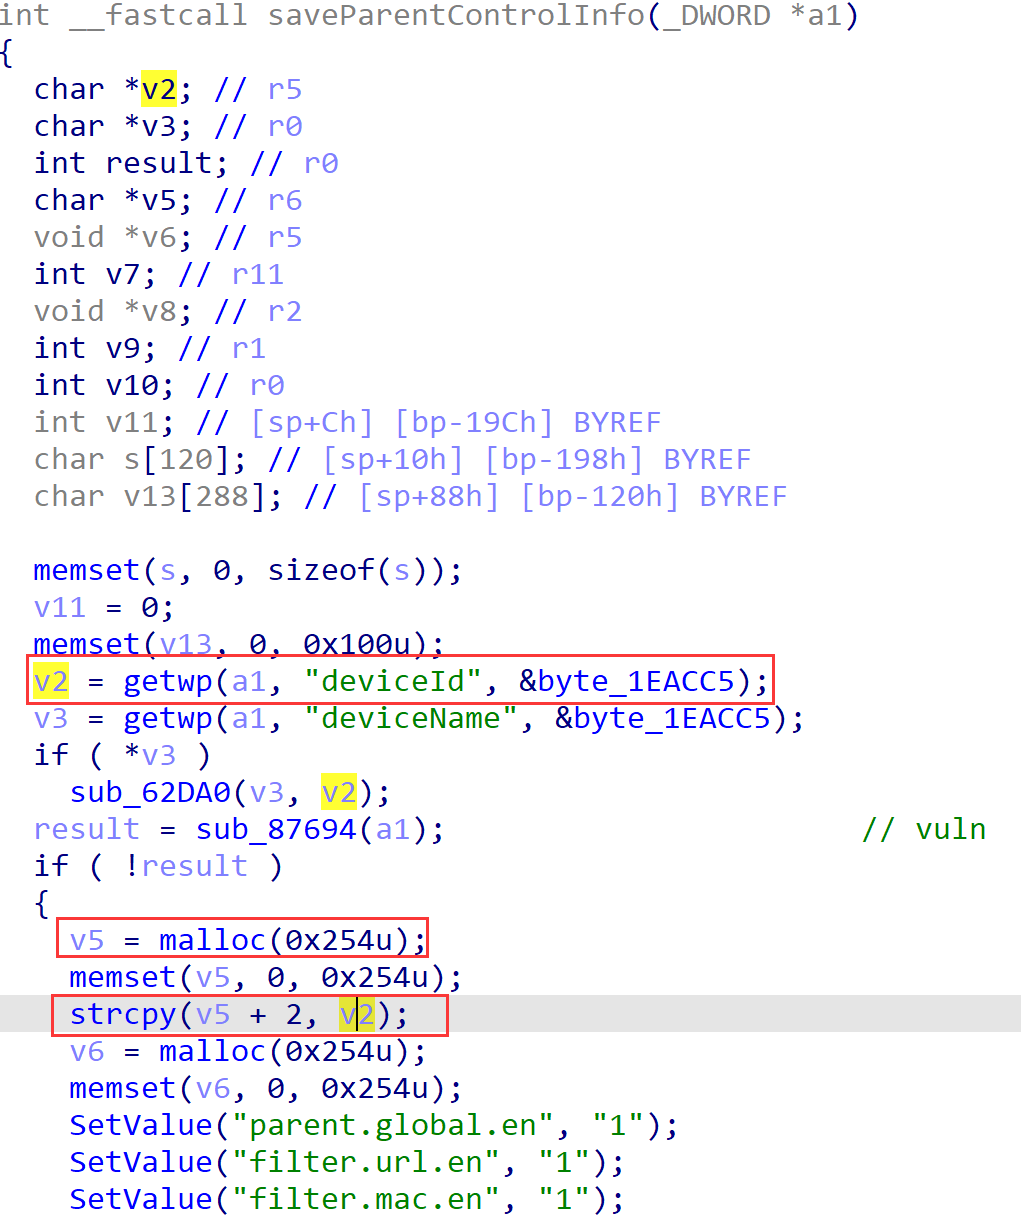 int __fastcall saveParentControlInfo(_DWORD *a1)
{
  char *v2; // r5
  char *v3; // r0
  int result; // r0
  char *v5; // r6
  void *v6; // r5
  int v7; // r11
  void *v8; // r2
  int v9; // r1
  int v10; // r0
  int v11; // [sp+Ch] [bp-19Ch] BYREF
  char s[120]; // [sp+10h] [bp-198h] BYREF
  char v13[288]; // [sp+88h] [bp-120h] BYREF

  memset(s, 0, sizeof(s));
  v11 = 0;
  memset(v13, 0, 0x100u);
  v2 = getwp(a1, "deviceId", &byte_1EACC5);
  v3 = getwp(a1, "deviceName", &byte_1EACC5);
  if ( *v3 )
    sub_62DA0(v3, v2);
  result = sub_87694(a1);                       // vuln
  if ( !result )
  {
    v5 = malloc(0x254u);
    memset(v5, 0, 0x254u);
    strcpy(v5 + 2, v2);
    v6 = malloc(0x254u);
    memset(v6, 0, 0x254u);
    SetValue("parent.global.en", "1");
    SetValue("filter.url.en", "1");
    SetValue("filter.mac.en", "1");